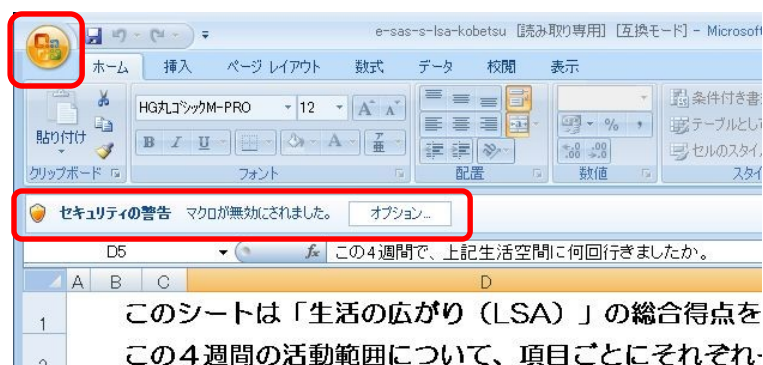 e-sas-s-lsa-kobetsu [読み取り専用] [互換モード] - Microsoft
ホーム 挿入 ページ レイアウト 数式 データ 校閲 表示
HG丸ゴシックM-PRO 12 A A
条件付き書
貼り付け
B I U A ア亜
% ,
テーブルとし
.00 .0
セルのスタイ
クリップボード フォント 配置 数値 スタイ
セキュリティの警告 マクロが無効にされました。 オプション...
D5 fx この4週間で、上記生活空間に何回行きましたか。
A B C D
1 このシートは「生活の広がり(LSA)」の総合得点を
この4週間の活動範囲について、項目ごとにそれぞれ